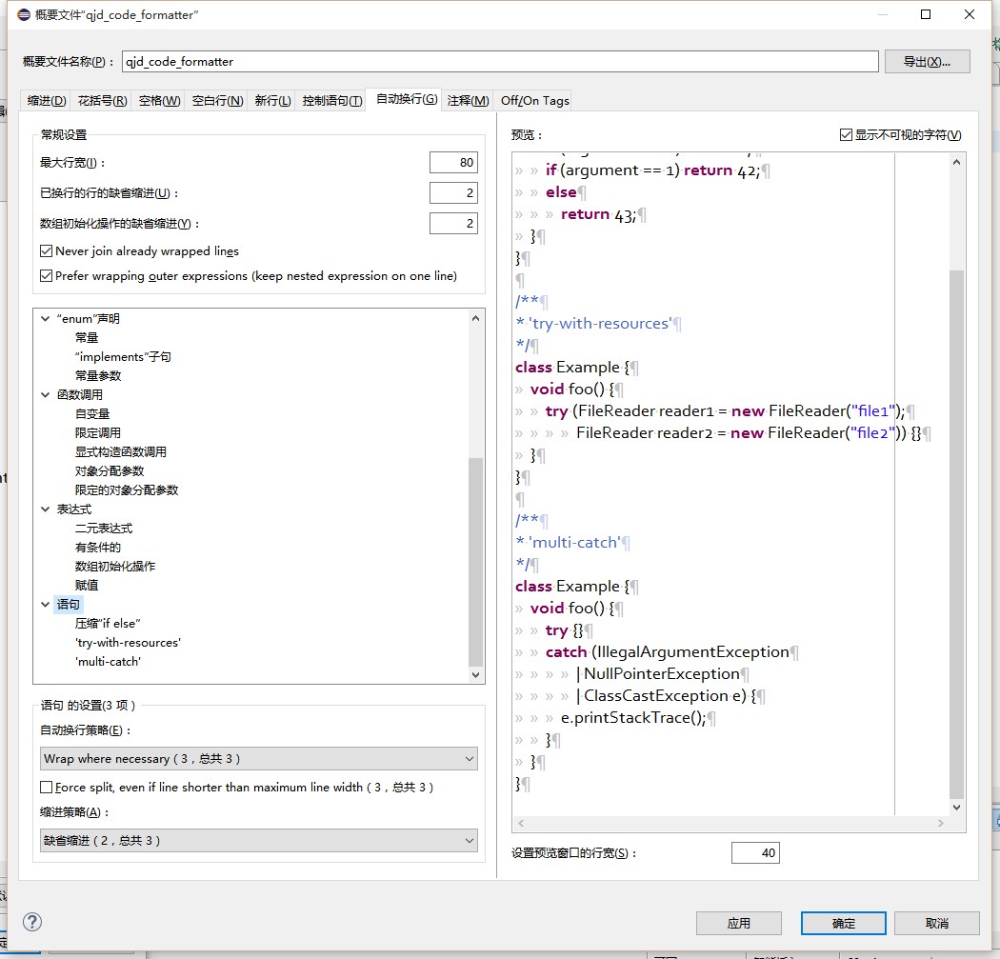 概要文件“qjd_code_formatter”
概要文件名称(P)：
qjd_code_formatter
导出(X)...
缩进(D) 花括号(R) 空格(W) 空白行(N) 新行(L) 控制语句(T) 自动换行(G) 注释(M) Off/On Tags
常规设置
最大行宽(I)： 80
已换行的行的缺省缩进(U)： 2
数组初始化操作的缺省缩进(Y)： 2
Never join already wrapped lines
Prefer wrapping outer expressions (keep nested expression on one line)
“enum”声明
常量
“implements”子句
常量参数
函数调用
自变量
限定调用
显式构造函数调用
对象分配参数
限定的对象分配参数
表达式
二元表达式
有条件的
数组初始化操作
赋值
语句
压缩“if else”
'try-with-resources'
'multi-catch'
语句 的设置(3 项 )
自动换行策略(E)：
Wrap where necessary ( 3 , 总共 3 )
Force split, even if line shorter than maximum line width ( 3 , 总共 3 )
缩进策略(A)：
缺省缩进 ( 2 , 总共 3 )
预览：
显示不可视的字符(V)
» » if·(argument·==·1)·return·42;¶
» » else¶
» » » return·43;¶
» }¶
}¶
¶
/**¶
*·'try-with-resources'¶
*/¶
class·Example·{¶
» void·foo()·{¶
» » try·(FileReader·reader1·=·new·FileReader("file1");¶
» » » » FileReader·reader2·=·new·FileReader("file2"))·{}¶
» }¶
}¶
¶
/**¶
*·'multi-catch'¶
*/¶
class·Example·{¶
» void·foo()·{¶
» » try·{}¶
» » catch·(IllegalArgumentException¶
» » » » |·NullPointerException¶
» » » » |·ClassCastException·e)·{¶
» » » e.printStackTrace();¶
» » }¶
» }¶
}¶
设置预览窗口的行宽(S)： 40
应用
确定
取消